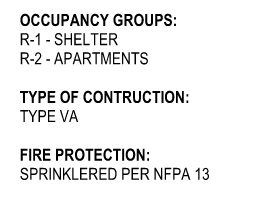 OCCUPANCY GROUPS:
R-1 - SHELTER
R-2 - APARTMENTS
TYPE OF CONTRUCTION:
TYPE VA
FIRE PROTECTION:
SPRINKLERED PER NFPA 13